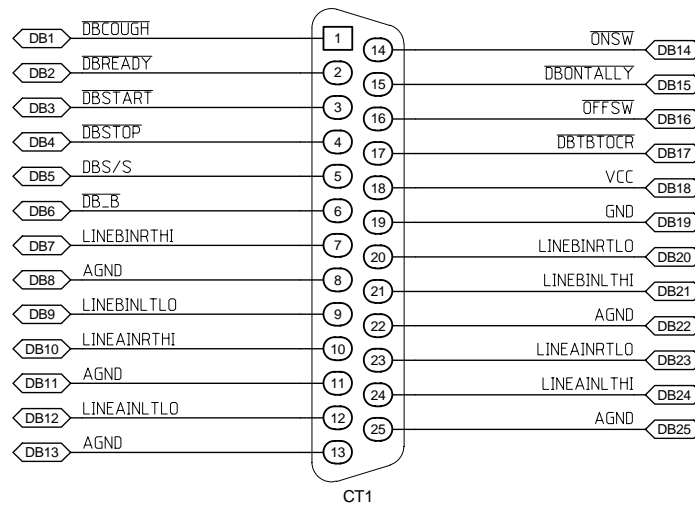 DB1 DBCOUGH 1
14 ONSW DB14
DB2 DBREADY 2
15 DBONTALLY DB15
DB3 DBSTART 3
16 OFFSW DB16
DB4 DBSTOP 4
17 DBTBTOCR DB17
DB5 DBS/S 5
18 VCC DB18
DB6 DB_B 6
19 GND DB19
DB7 LINEBINRTHI 7
20 LINEBINRTLO DB20
DB8 AGND 8
21 LINEBINLTHI DB21
DB9 LINEBINLTLO 9
22 AGND DB22
DB10 LINEAINRTHI 10
23 LINEAINRTLO DB23
DB11 AGND 11
24 LINEAINLTHI DB24
DB12 LINEAINLTLO 12
25 AGND DB25
DB13 AGND 13
CT1